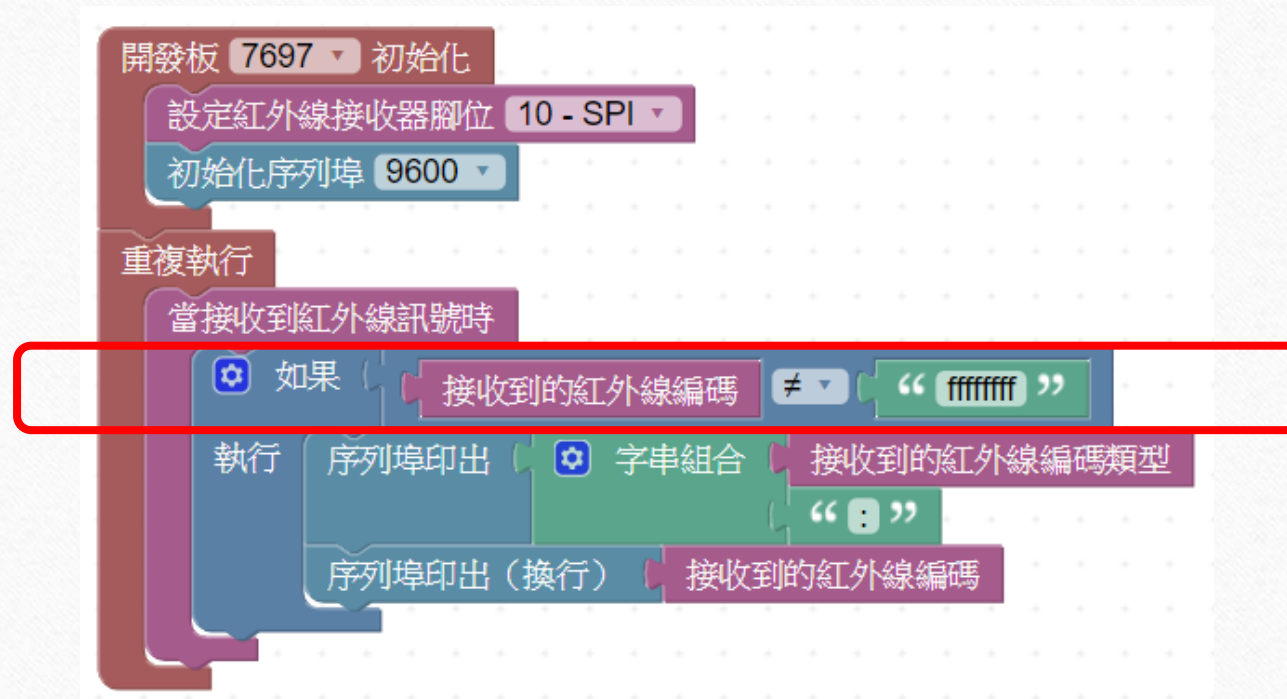 開發板 7697 初始化
設定紅外線接收器腳位 10 - SPI
初始化序列埠 9600
重複執行
當接收到紅外線訊號時
如果 接收到的紅外線編碼 ≠ “ ffffffff ”
執行 序列埠印出 字串組合 接收到的紅外線編碼類型
“ : ”
序列埠印出（換行） 接收到的紅外線編碼